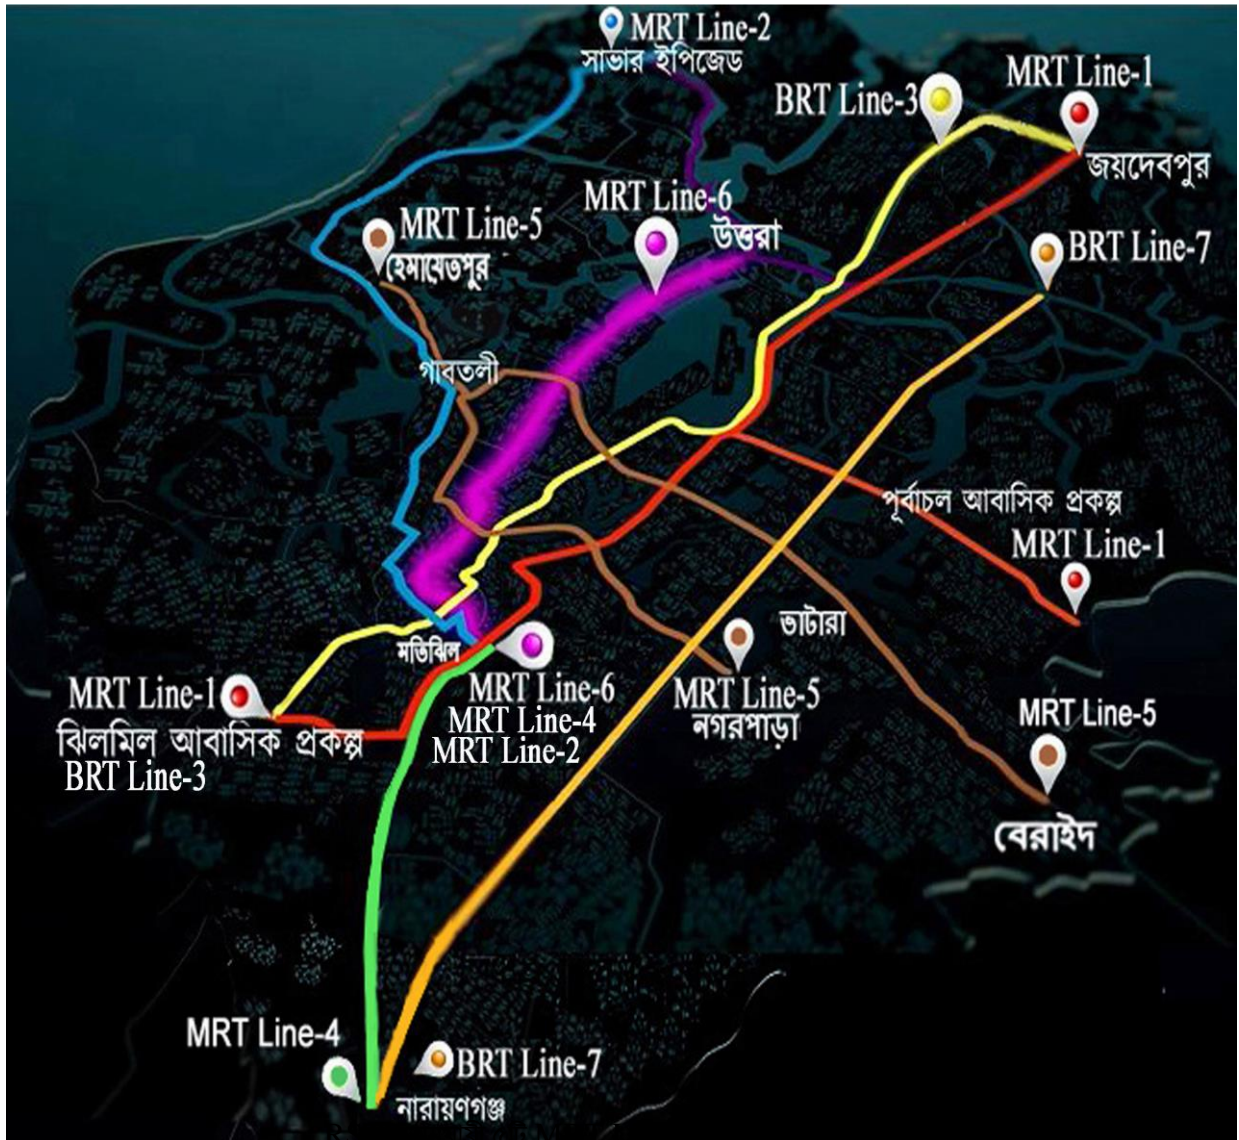 MRT Line-2
সাভার ইপিজেড
MRT Line-1
BRT Line-3
জয়দেবপুর
MRT Line-6
উত্তরা
MRT Line-5
হেমায়েতপুর
BRT Line-7
গাবতলী
পূর্বাচল আবাসিক প্রকল্প
MRT Line-1
ভাটারা
মতিঝিল
MRT Line-1
ঝিলমিল আবাসিক প্রকল্প
BRT Line-3
MRT Line-6
MRT Line-4
MRT Line-2
MRT Line-5
নগরপাড়া
MRT Line-5
বেরাইদ
MRT Line-4
BRT Line-7
নারায়ণগঞ্জ